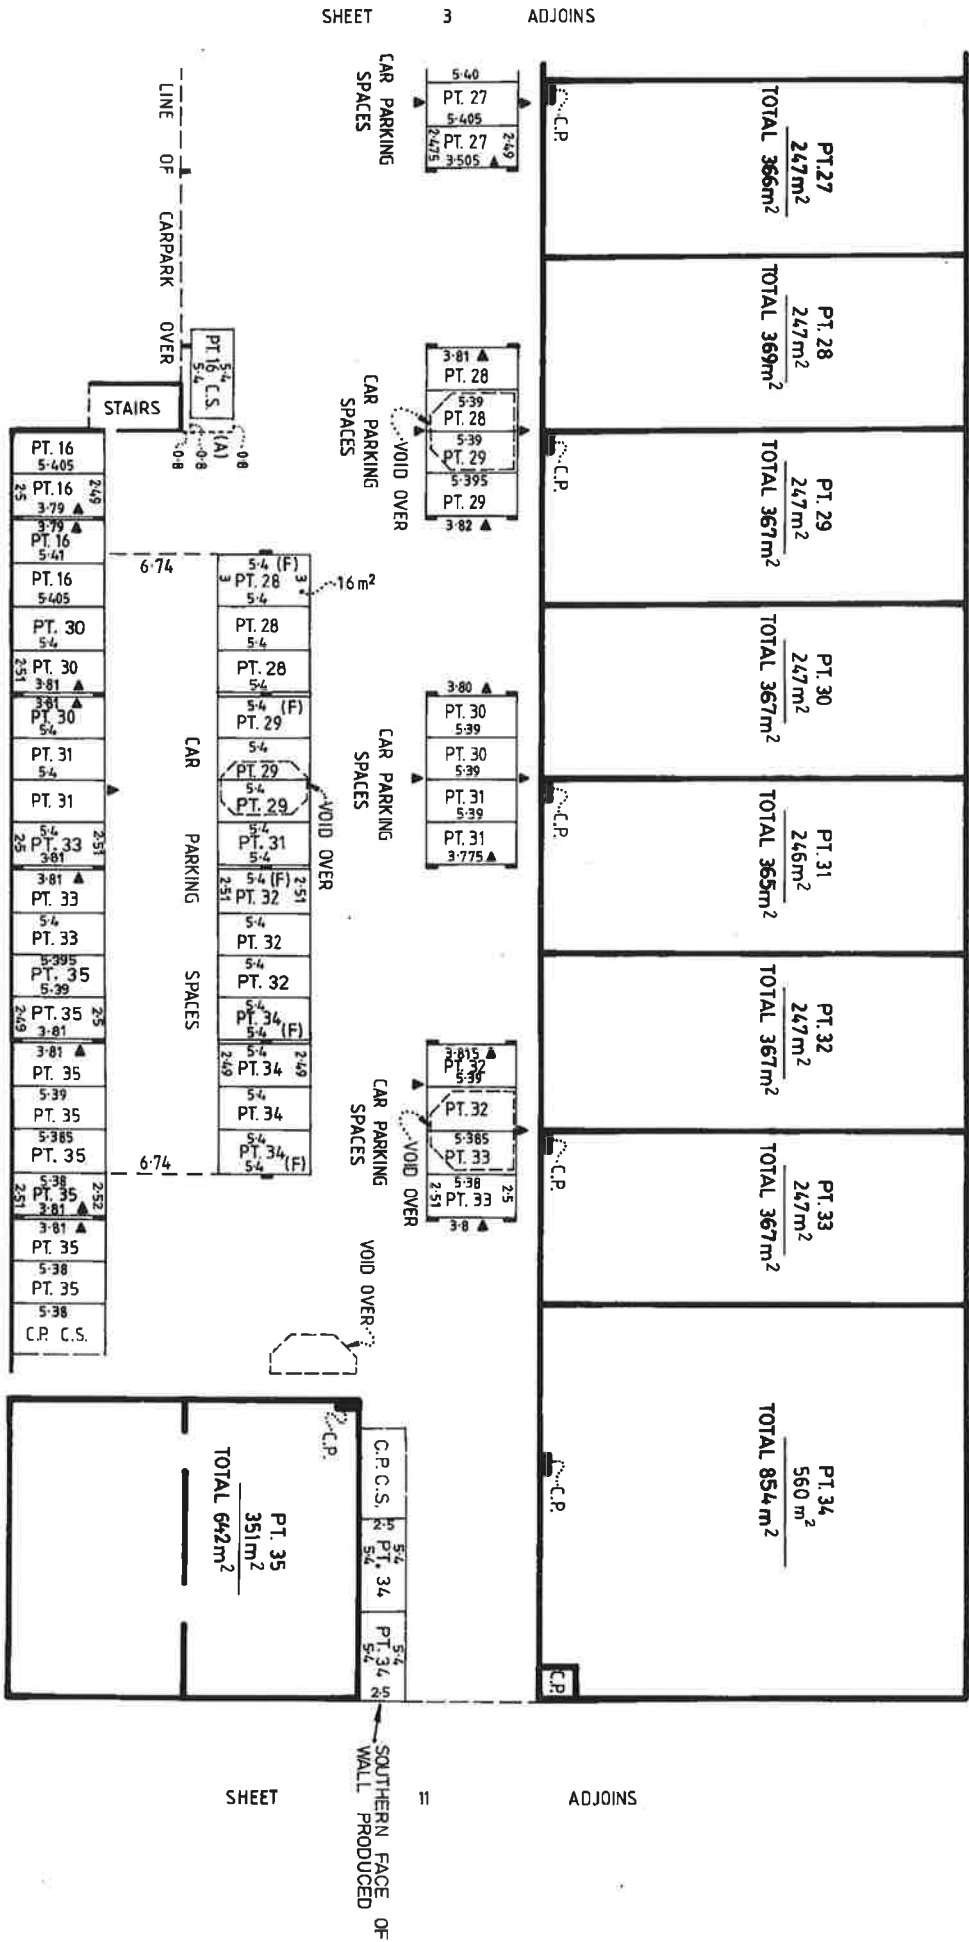 SHEET 3 ADJOINS
PT.27
247m²
TOTAL 366m²
C.P.
PT. 28
247m²
TOTAL 369m²
PT. 29
247m²
TOTAL 367m²
C.P.
PT. 30
247m²
TOTAL 367m²
PT. 31
246m²
TOTAL 365m²
C.P.
PT. 32
247m²
TOTAL 367m²
PT. 33
247m²
TOTAL 367m²
C.P.
PT. 34
560 m²
TOTAL 854m²
C.P.
C.P.
CAR PARKING
SPACES
5·40
PT. 27
5·405
PT. 27
2·475
2·49
3·505
CAR PARKING
SPACES
3·81
PT. 28
5·39
PT. 28
5·39
PT. 29
5·395
PT. 29
3·82
VOID OVER
CAR PARKING
SPACES
3·80
PT. 30
5·39
PT. 30
5·39
PT. 31
5·39
PT. 31
3·775
CAR PARKING
SPACES
3·815
PT. 32
5·39
PT. 32
5·385
PT. 33
5·38
2·51
PT. 33
2·5
3·8
VOID OVER
VOID OVER
LINE OF CARPARK OVER
5·4
PT. 16 C.S.
5·4
STAIRS
(A)
0·8
0·8
0·8
6·74
5·4 (F)
3
PT. 28
3
5·4
16m²
PT. 28
5·4
PT. 28
5·4
5·4 (F)
PT. 29
5·4
PT. 29
5·4
PT. 29
VOID OVER
5·4
PT. 31
5·4
5·4 (F)
2·51
PT. 32
2·51
5·4
PT. 32
5·4
PT. 32
5·4
PT. 34
5·4 (F)
5·4
2·49
PT. 34
2·49
5·4
PT. 34
5·4
PT. 34
5·4 (F)
6·74
CAR PARKING SPACES
PT. 16
5·405
2·5
PT. 16
2·49
3·79
3·79
PT. 16
5·41
PT. 16
5·405
PT. 30
5·4
2·51
PT. 30
3·81
3·81
PT. 30
5·4
PT. 31
5·4
PT. 31
5·4
2·5
PT. 33
2·51
3·81
3·81
PT. 33
5·4
PT. 33
5·395
PT. 35
5·39
2·49
PT. 35
2·5
3·81
3·81
PT. 35
5·39
PT. 35
5·385
PT. 35
5·38
2·51
PT. 35
2·52
3·81
3·81
PT. 35
5·38
PT. 35
5·38
C.P. C.S.
C.P.
PT. 35
351m²
TOTAL 642m²
C.P. C.S.
2·5
5·4
PT. 34
5·4
5·4
PT. 34
5·4
2·5
SOUTHERN FACE OF
WALL PRODUCED
SHEET 11 ADJOINS